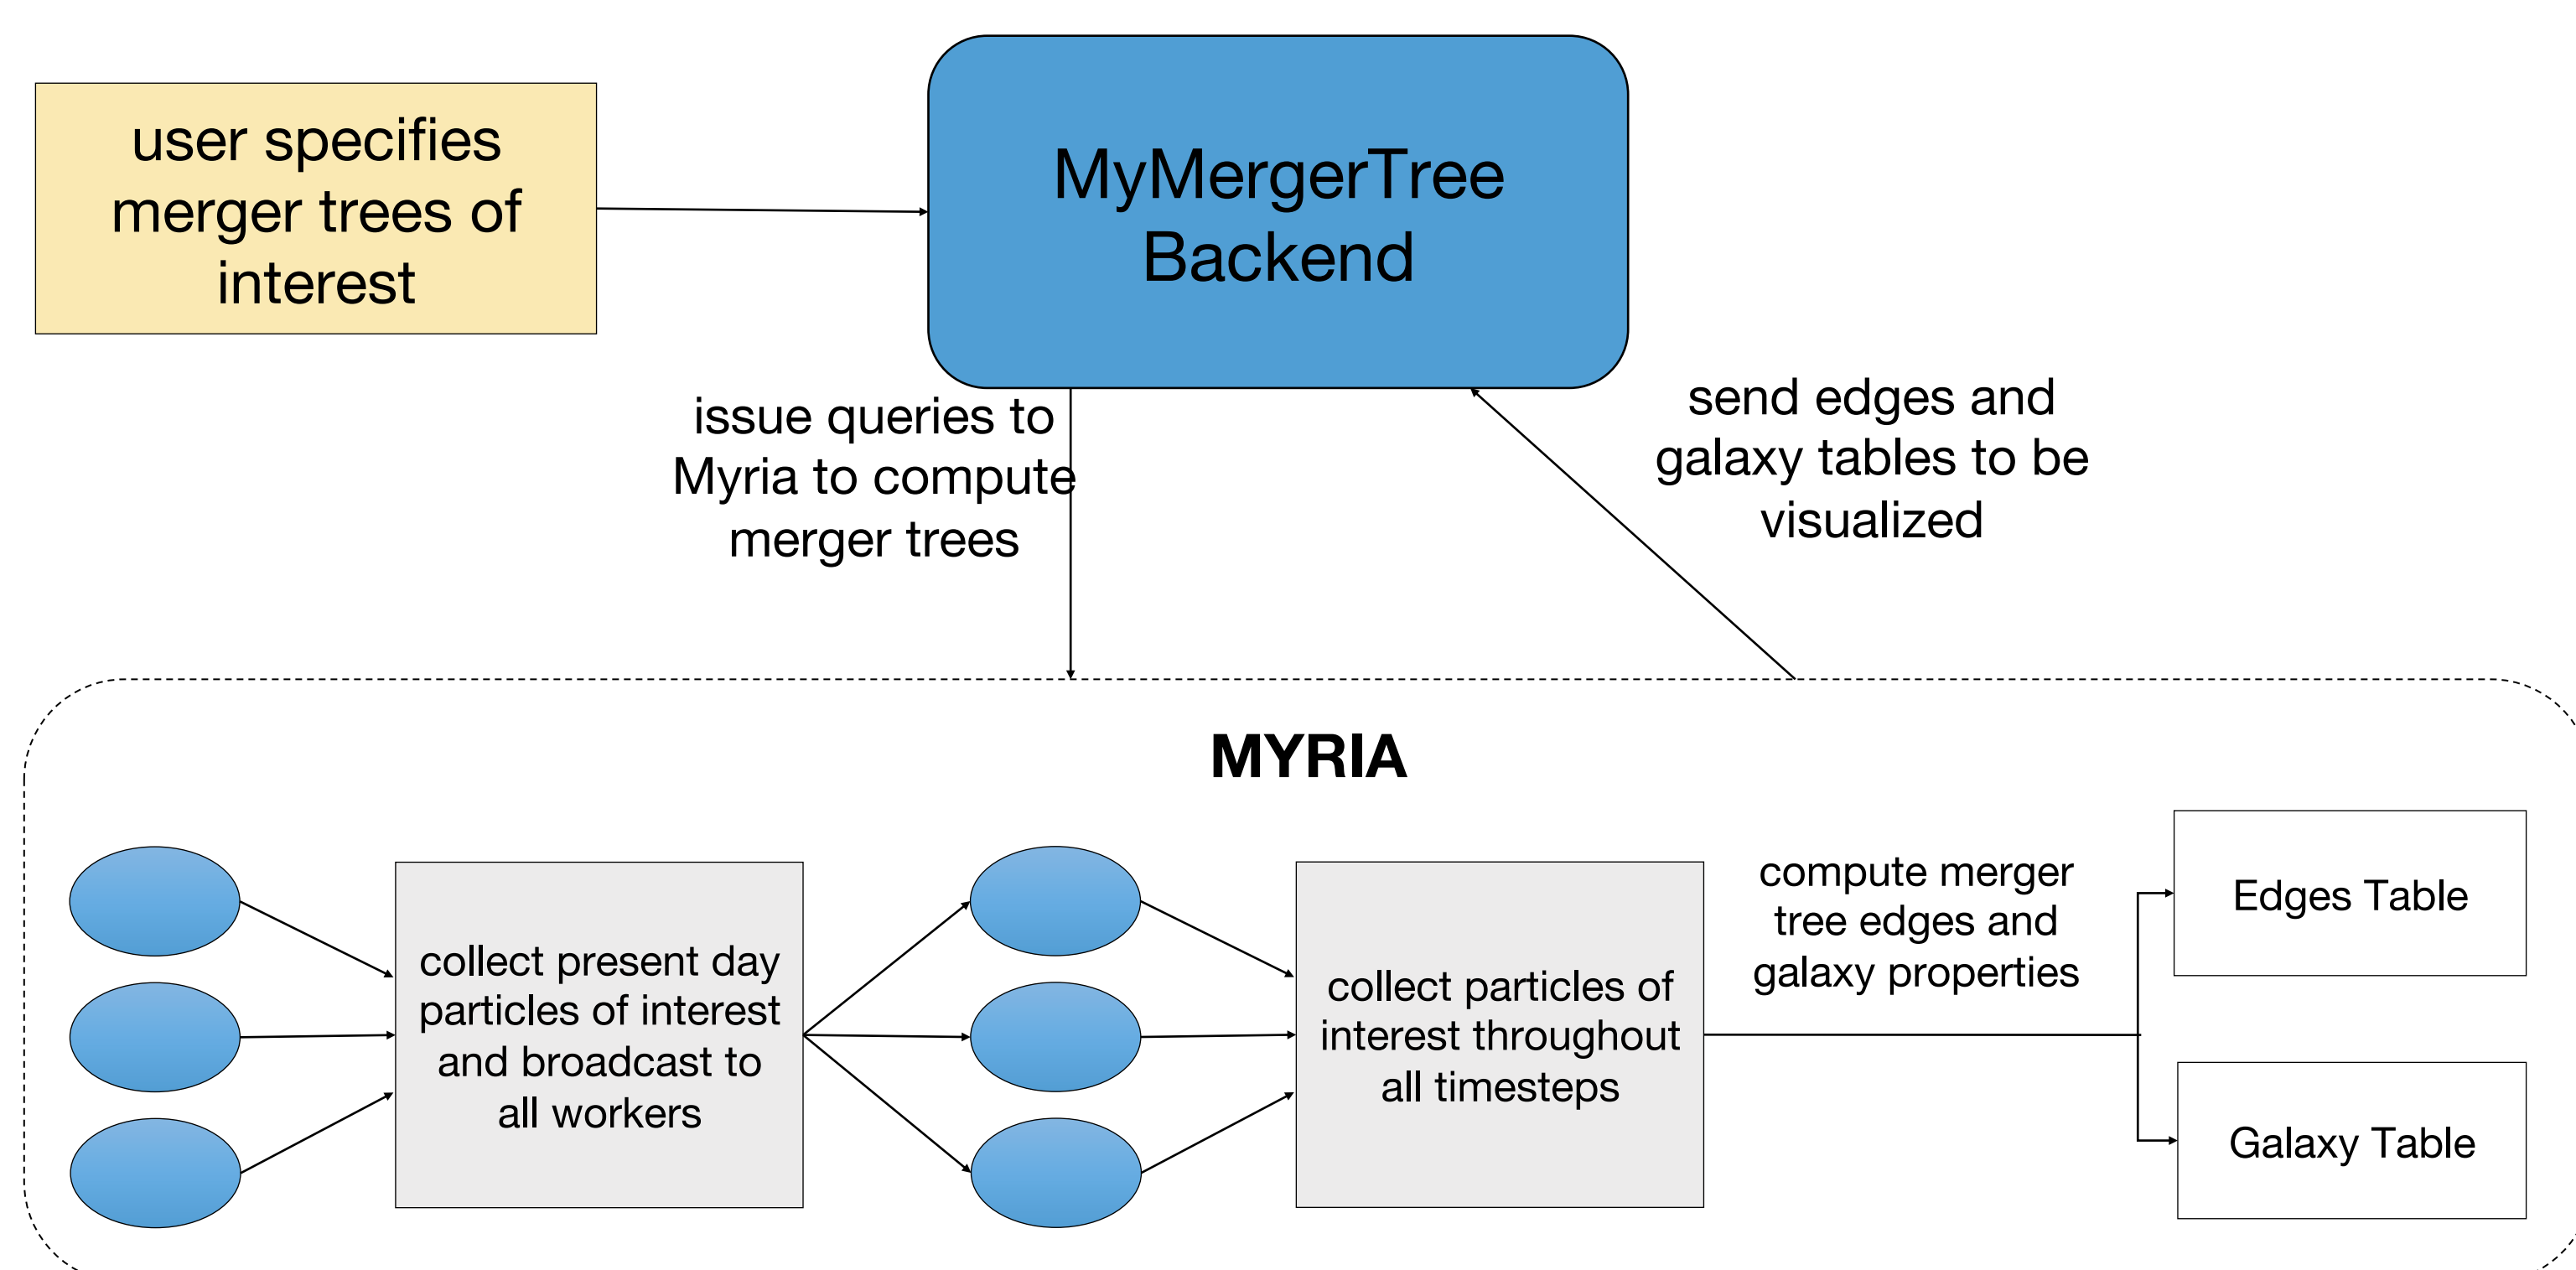 user specifies
merger trees of
interest
MyMergerTree
Backend
issue queries to
Myria to compute
merger trees
send edges and
galaxy tables to be
visualized
MYRIA
collect present day
particles of interest
and broadcast to
all workers
collect particles of
interest throughout
all timesteps
compute merger
tree edges and
galaxy properties
Edges Table
Galaxy Table